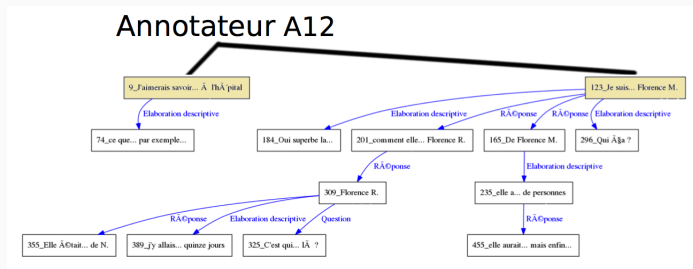 Annotateur A12
9_J'aimerais savoir... Ã l'hÃ´pital
123_Je suis... Florence M.
Elaboration descriptive
Elaboration descriptive
RÃ©ponse
RÃ©ponse
Elaboration descriptive
74_ce que... par exemple...
184_Oui superbe la...
201_comment elle... Florence R.
165_De Florence M.
296_Qui Ã§a ?
RÃ©ponse
Elaboration descriptive
309_Florence R.
235_elle a... de personnes
RÃ©ponse
Elaboration descriptive
Question
RÃ©ponse
355_Elle Ã©tait... de N.
389_j'y allais... quinze jours
325_C'est qui... lÃ ?
455_elle aurait... mais enfin...